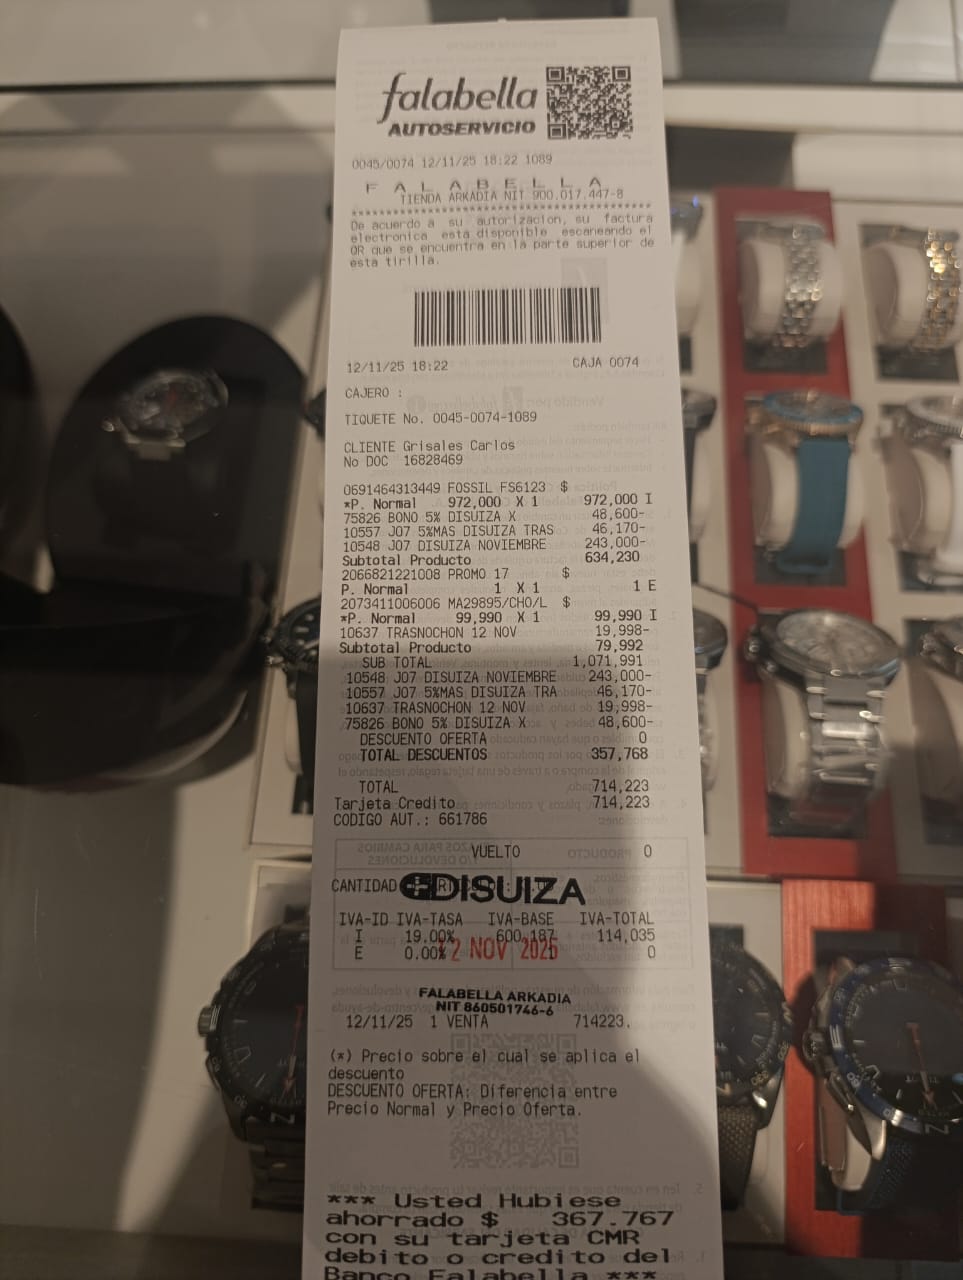 falabella
AUTOSERVICIO
0045/0074 12/11/25 18:22 1089
F A L A B E L L A
TIENDA ARKADIA NIT 900.017.447-8
****************************************
De acuerdo a su autorizacion, su factura
electronica esta disponible escaneando el
QR que se encuentra en la parte superior de
esta tirilla.
12/11/25 18:22 CAJA 0074
CAJERO :
TIQUETE No. 0045-0074-1089
CLIENTE Grisales Carlos
No DOC 16828469
0691464313449 FOSSIL FS6123 $
*P. Normal 972,000 X 1 972,000 I
75826 BONO 5% DISUIZA X 48,600-
10557 J07 5%MAS DISUIZA TRAS 46,170-
10548 J07 DISUIZA NOVIEMBRE 243,000-
Subtotal Producto 634,230
2066821221008 PROMO 17 $
P. Normal 1 X 1 1 E
2073411006006 MA29895/CHO/L $
*P. Normal 99,990 X 1 99,990 I
10637 TRASNOCHON 12 NOV 19,998-
Subtotal Producto 79,992
SUB TOTAL 1,071,991
10548 J07 DISUIZA NOVIEMBRE 243,000-
10557 J07 5%MAS DISUIZA TRA 46,170-
10637 TRASNOCHON 12 NOV 19,998-
75826 BONO 5% DISUIZA X 48,600-
DESCUENTO OFERTA 0
TOTAL DESCUENTOS 357,768
TOTAL 714,223
Tarjeta Credito 714,223
CODIGO AUT.: 661786
VUELTO 0
CANTIDAD
DISUIZA
IVA-ID IVA-TASA IVA-BASE IVA-TOTAL
I 19.00% 600,187 114,035
E 0.00% 1 0
12 NOV 2025
FALABELLA ARKADIA
NIT 860501746-6
12/11/25 1 VENTA 714223.
(*) Precio sobre el cual se aplica el
descuento
DESCUENTO OFERTA: Diferencia entre
Precio Normal y Precio Oferta.
*** Usted Hubiese
ahorrado $ 367.767
con su tarjeta CMR
debito o credito del
Banco Falabella ***